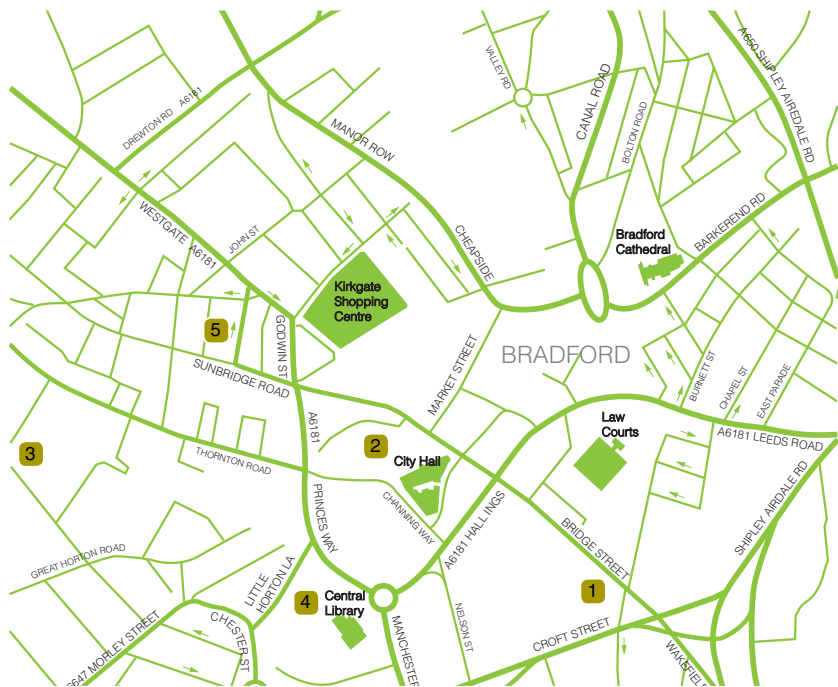 VALLEY RD
A650 SHIPLEY AIREDALE RD
CANAL ROAD
DREWTON RD A6181
BOLTON ROAD
MANOR ROW
WESTGATE A6181
JOHN ST
CHEAPSIDE
Bradford
Cathedral
BARKEREND RD
Kirkgate
Shopping
Centre
5
GODWIN ST
SUNBRIDGE ROAD
MARKET STREET
BRADFORD
BURNETT ST
CHAPEL ST
EAST PARADE
A6181
Law
Courts
A6181 LEEDS ROAD
2
3
City Hall
THORNTON ROAD
PRINCES WAY
CHANNING WAY
A6181 HALL INGS
BRIDGE STREET
SHIPLEY AIRDALE RD
GREAT HORTON ROAD
LITTLE
HORTON LA
4
Central
Library
1
NELSON ST
CROFT STREET
CHESTER ST
6647 MORLEY STREET
MANCHESTER
WAKEFIELD